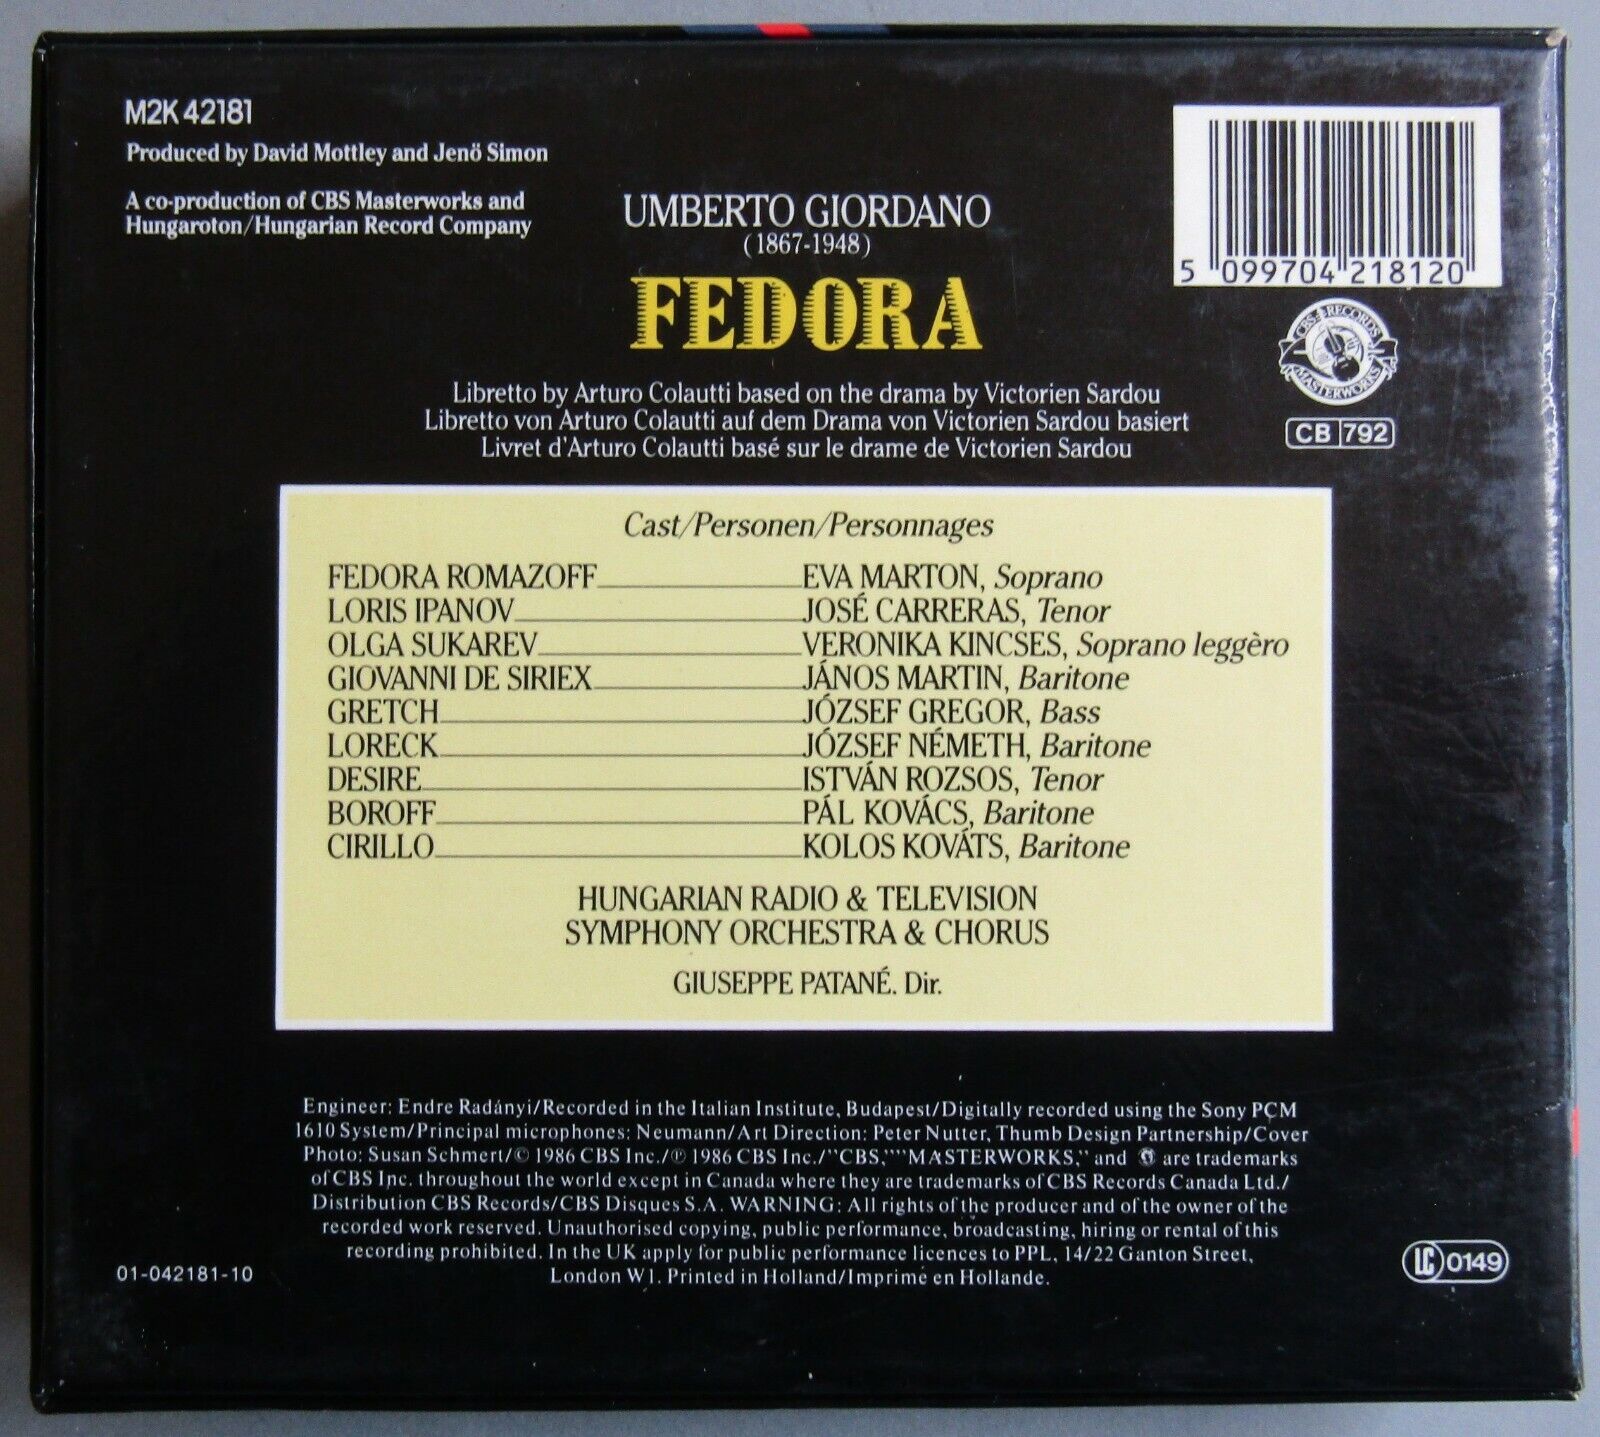 M2K 42181
Produced by David Mottley and Jenö Simon
A co-production of CBS Masterworks and
Hungaroton/Hungarian Record Company
5 099704 218120
CBS RECORDS
MASTERWORKS
CB 792
UMBERTO GIORDANO
(1867-1948)
FEDORA
Libretto by Arturo Colautti based on the drama by Victorien Sardou
Libretto von Arturo Colautti auf dem Drama von Victorien Sardou basiert
Livret d'Arturo Colautti basé sur le drame de Victorien Sardou
Cast/Personen/Personnages
FEDORA ROMAZOFF EVA MARTON, Soprano
LORIS IPANOV JOSÉ CARRERAS, Tenor
OLGA SUKAREV VERONIKA KINCSES, Soprano leggèro
GIOVANNI DE SIRIEX JÁNOS MARTIN, Baritone
GRETCH JÓZSEF GREGOR, Bass
LORECK JÓZSEF NÉMETH, Baritone
DESIRE ISTVÁN ROZSOS, Tenor
BOROFF PÁL KOVÁCS, Baritone
CIRILLO KOLOS KOVÁTS, Baritone
HUNGARIAN RADIO & TELEVISION
SYMPHONY ORCHESTRA & CHORUS
GIUSEPPE PATANÉ. Dir.
Engineer: Endre Radányi/Recorded in the Italian Institute, Budapest/Digitally recorded using the Sony PCM
1610 System/Principal microphones: Neumann/Art Direction: Peter Nutter, Thumb Design Partnership/Cover
Photo: Susan Schmert/© 1986 CBS Inc./℗ 1986 CBS Inc./"CBS,""MASTERWORKS," and are trademarks
of CBS Inc. throughout the world except in Canada where they are trademarks of CBS Records Canada Ltd./
Distribution CBS Records/CBS Disques S.A. WARNING: All rights of the producer and of the owner of the
recorded work reserved. Unauthorised copying, public performance, broadcasting, hiring or rental of this
recording prohibited. In the UK apply for public performance licences to PPL, 14/22 Ganton Street,
London W1. Printed in Holland/Imprimé en Hollande.
01-042181-10
LC 0149